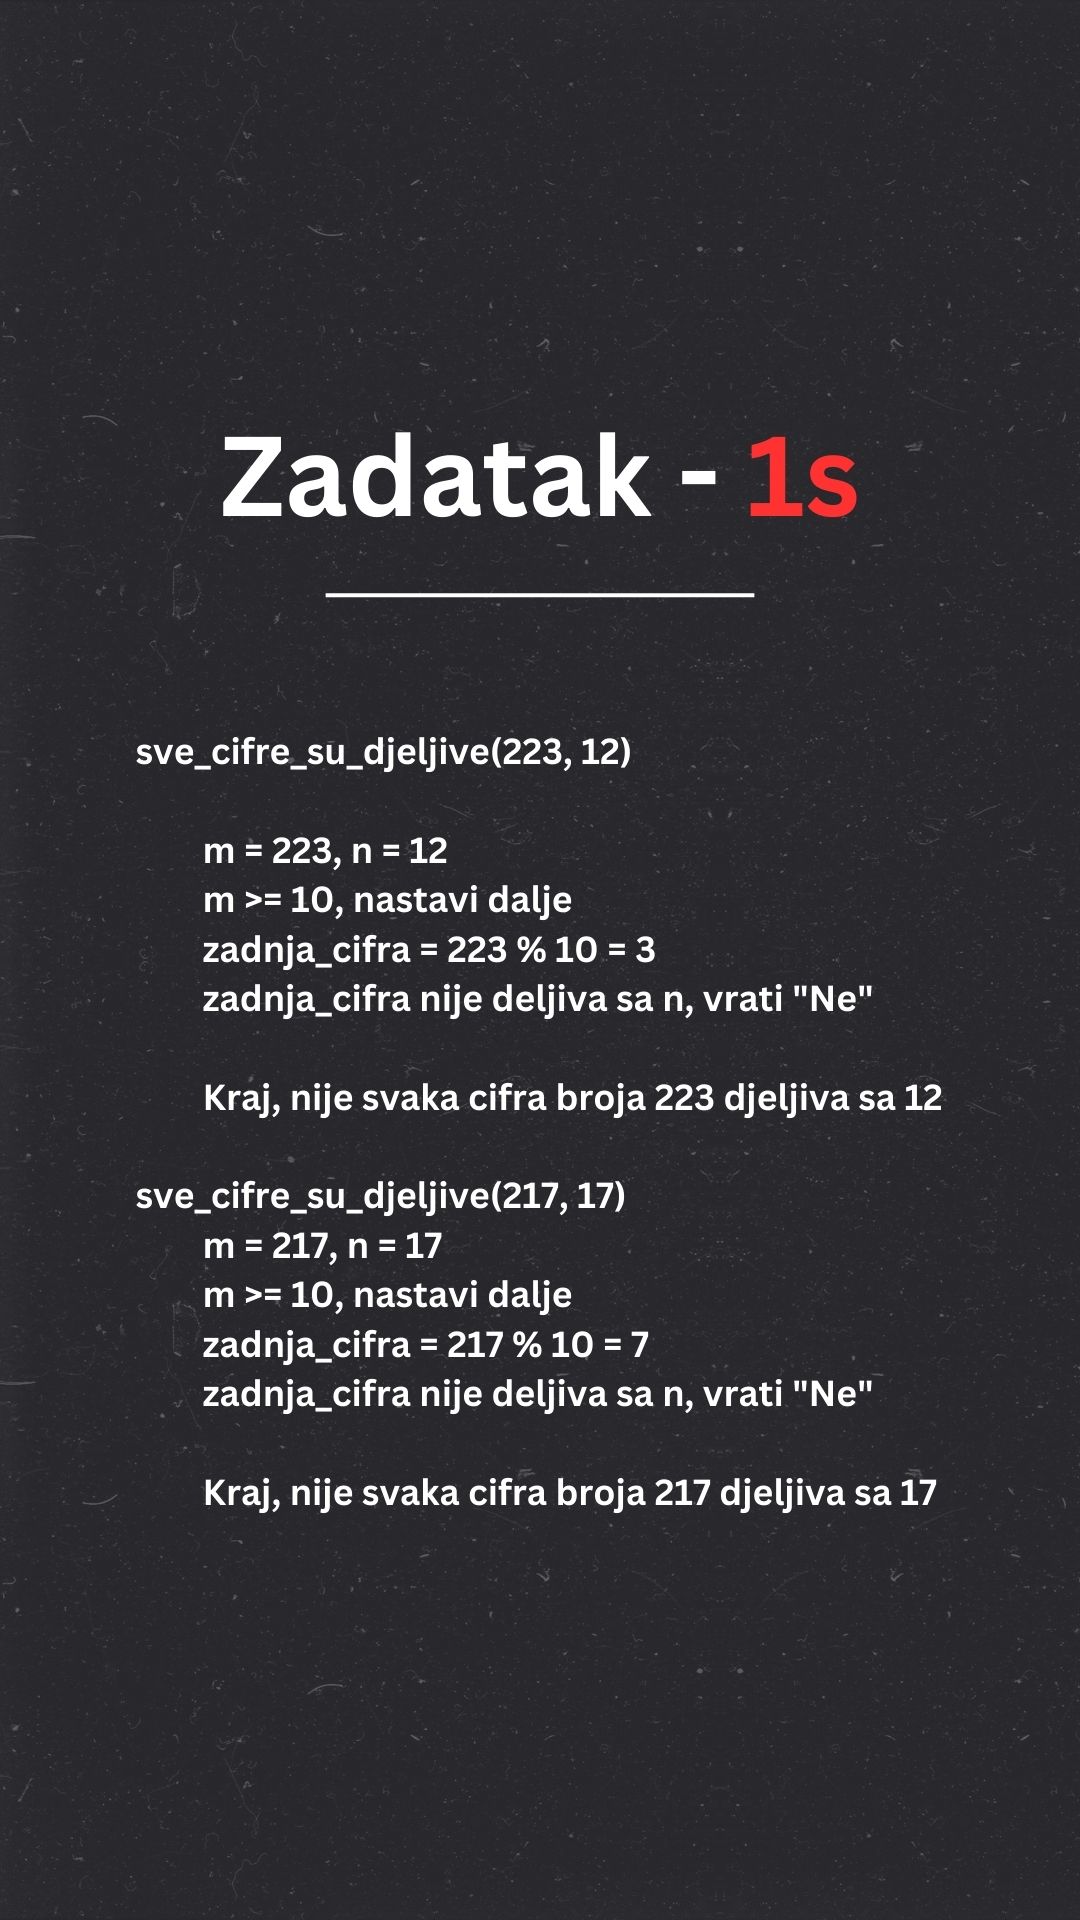 Zadatak - 1s
sve_cifre_su_djeljive(223, 12)
m = 223, n = 12
m >= 10, nastavi dalje
zadnja_cifra = 223 % 10 = 3
zadnja_cifra nije deljiva sa n, vrati "Ne"
Kraj, nije svaka cifra broja 223 djeljiva sa 12
sve_cifre_su_djeljive(217, 17)
m = 217, n = 17
m >= 10, nastavi dalje
zadnja_cifra = 217 % 10 = 7
zadnja_cifra nije deljiva sa n, vrati "Ne"
Kraj, nije svaka cifra broja 217 djeljiva sa 17